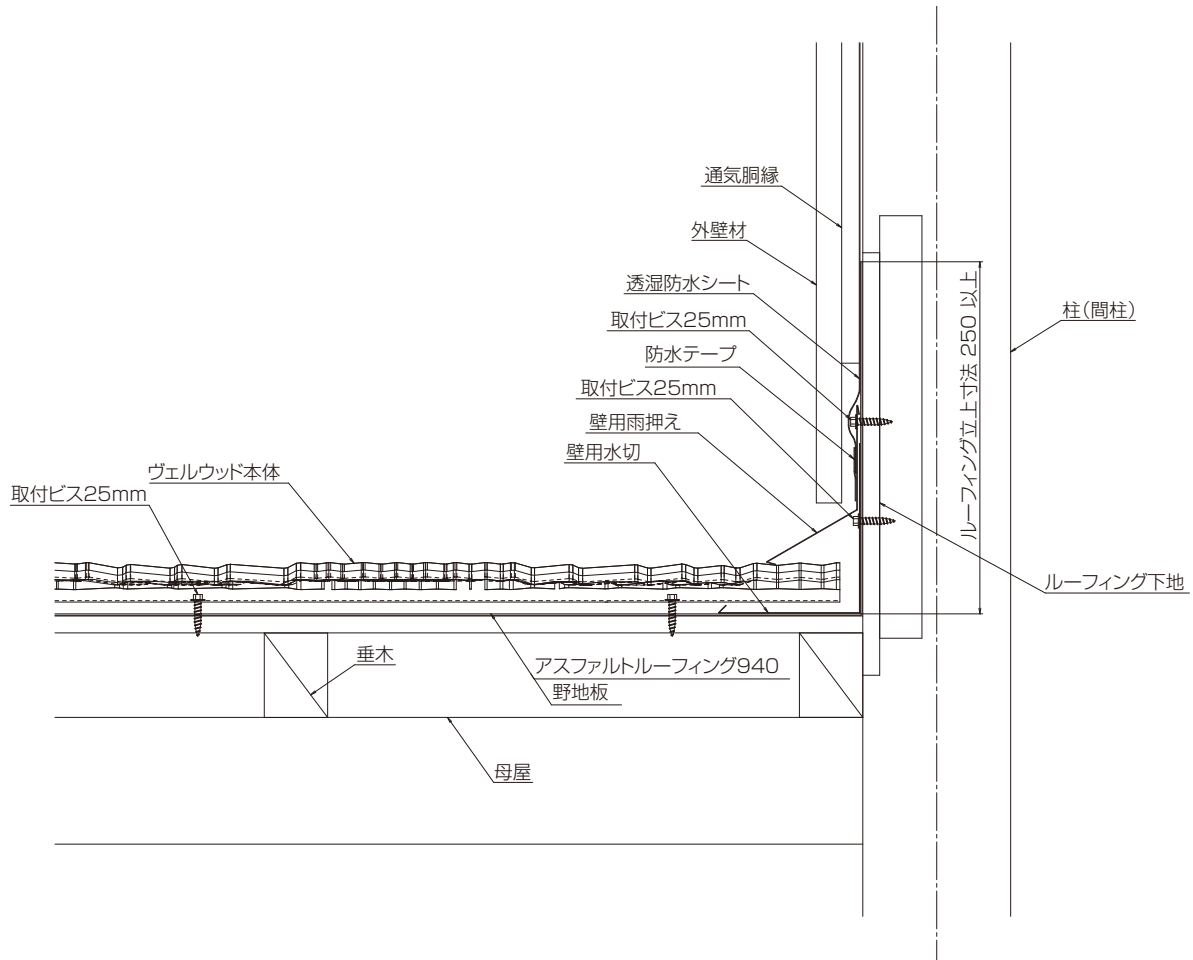 通気胴縁
外壁材
透湿防水シート
取付ビス25mm
防水テープ
取付ビス25mm
壁用雨押え
壁用水切
ヴェルウッド本体
取付ビス25mm
ルーフィング立上寸法 250 以上
柱(間柱)
ルーフィング下地
垂木
アスファルトルーフィング940
野地板
母屋